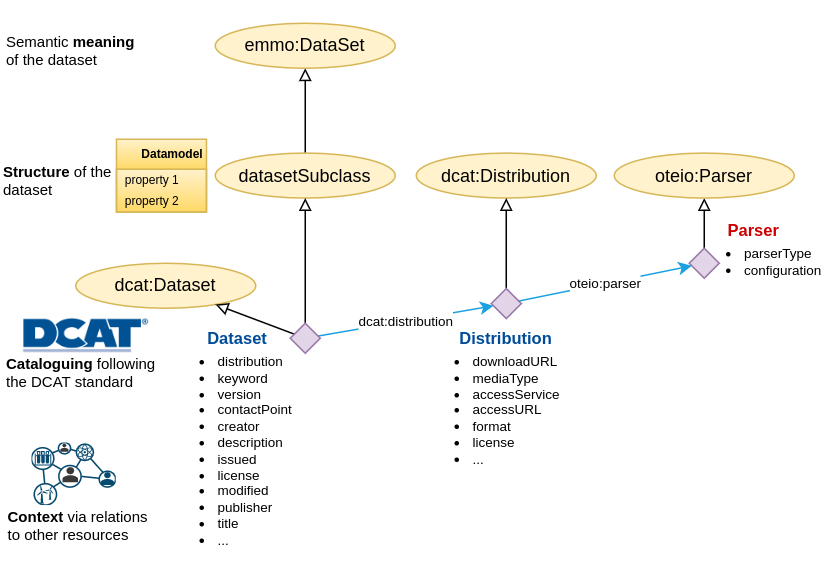 Semantic meaning
of the dataset
emmo:DataSet
Structure of the
dataset
Datamodel
property 1
property 2
datasetSubclass
dcat:Distribution
oteio:Parser
Parser
parserType
configuration
oteio:parser
dcat:Dataset
dcat:distribution
DCAT®
Cataloguing following
the DCAT standard
Dataset
distribution
keyword
version
contactPoint
creator
description
issued
license
modified
publisher
title
...
Distribution
downloadURL
mediaType
accessService
accessURL
format
license
...
Context via relations
to other resources